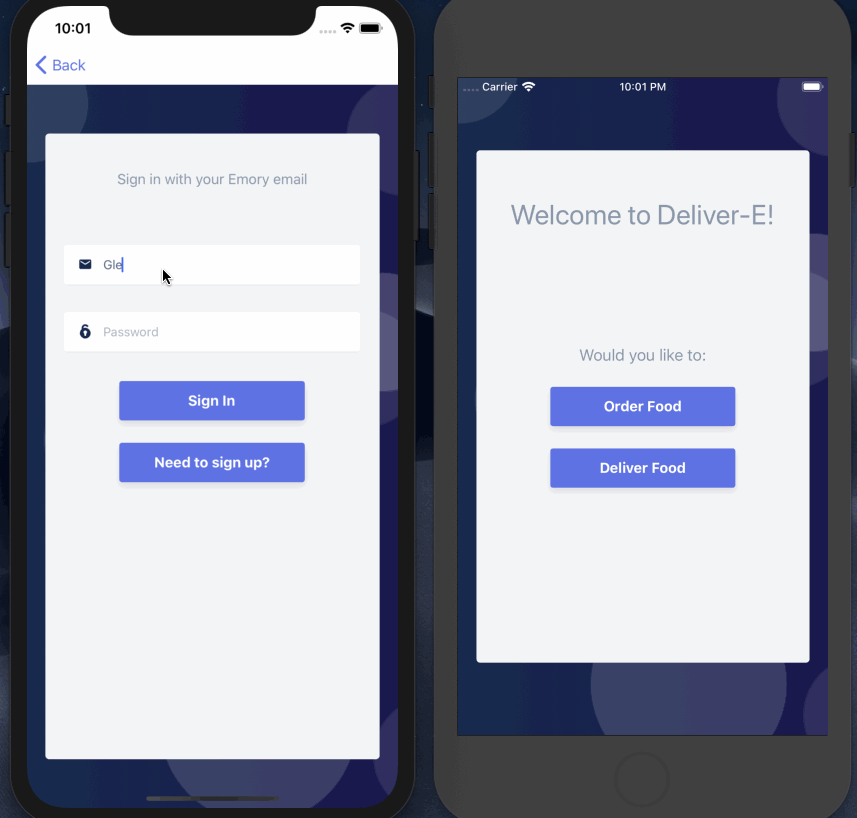 10:01
Back
Sign in with your Emory email
Gle
Password
Sign In
Need to sign up?
Carrier
10:01 PM
Welcome to Deliver-E!
Would you like to:
Order Food
Deliver Food